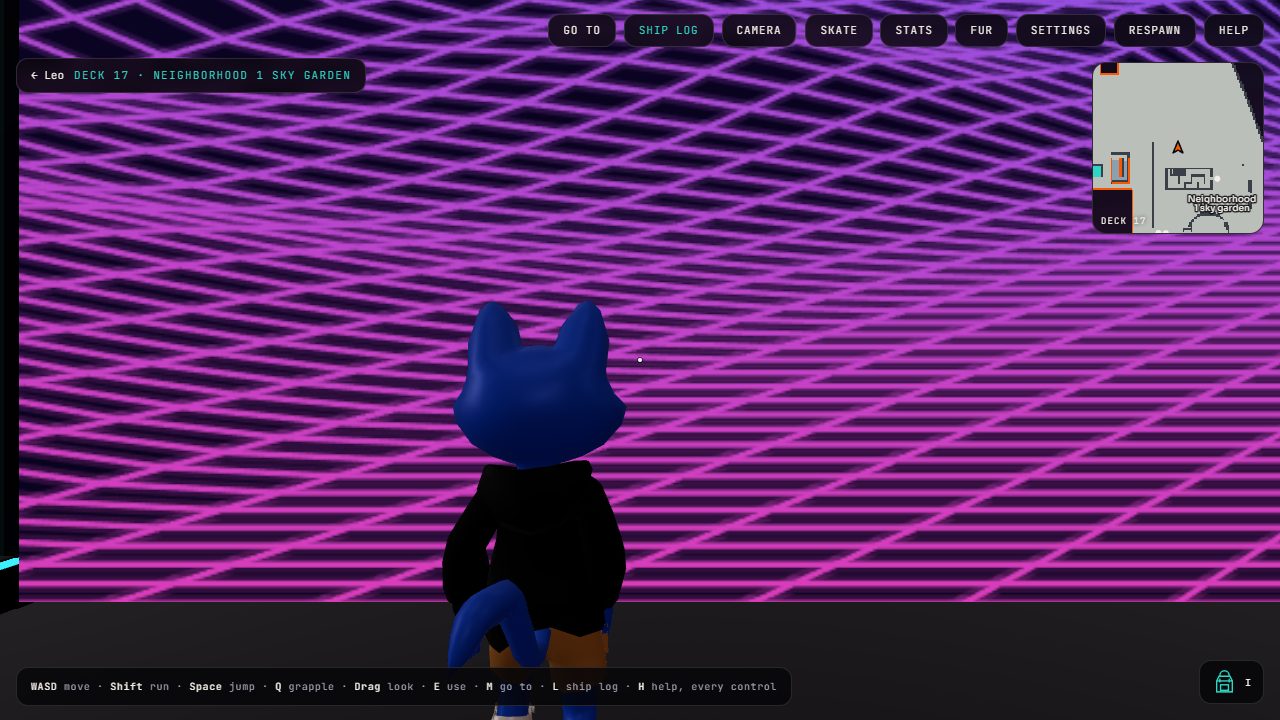 GO TO
SHIP LOG
CAMERA
SKATE
STATS
FUR
SETTINGS
RESPAWN
HELP
← Leo DECK 17 · NEIGHBORHOOD 1 SKY GARDEN
Neighborhood
1 sky garden
DECK 17
WASD move · Shift run · Space jump · Q grapple · Drag look · E use · M go to · L ship log · H help, every control
I